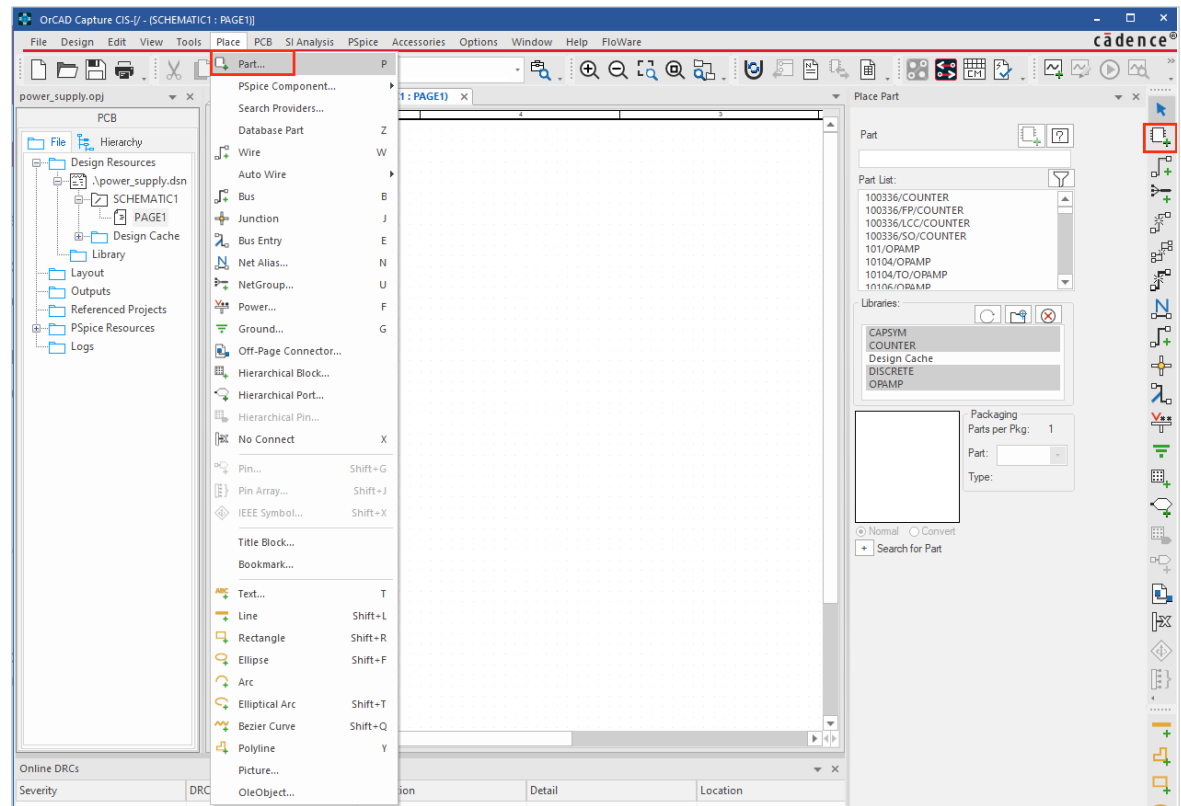 OrCAD Capture CIS-[/ - (SCHEMATIC1 : PAGE1)]
File Design Edit View Tools Place PCB SI Analysis PSpice Accessories Options Window Help FloWare
cādence®
power_supply.opj
1 : PAGE1)
PCB
File Hierarchy
Design Resources
.\power_supply.dsn
SCHEMATIC1
PAGE1
Design Cache
Library
Layout
Outputs
Referenced Projects
PSpice Resources
Logs
Part... P
PSpice Component...
Search Providers...
Database Part Z
Wire W
Auto Wire
Bus B
Junction J
Bus Entry E
Net Alias... N
NetGroup... U
Power... F
Ground... G
Off-Page Connector...
Hierarchical Block...
Hierarchical Port...
Hierarchical Pin...
No Connect X
Pin... Shift+G
Pin Array... Shift+J
IEEE Symbol... Shift+X
Title Block...
Bookmark...
Text... T
Line Shift+L
Rectangle Shift+R
Ellipse Shift+F
Arc
Elliptical Arc Shift+T
Bezier Curve Shift+Q
Polyline Y
Picture...
OleObject...
4 3
Place Part
Part
Part List:
100336/COUNTER
100336/FP/COUNTER
100336/LCC/COUNTER
100336/SO/COUNTER
101/OPAMP
10104/OPAMP
10104/TO/OPAMP
10106/OPAMP
Libraries:
CAPSYM
COUNTER
Design Cache
DISCRETE
OPAMP
Packaging
Parts per Pkg: 1
Part:
Type:
Normal Convert
+ Search for Part
Online DRCs
Severity DRC ion Detail Location